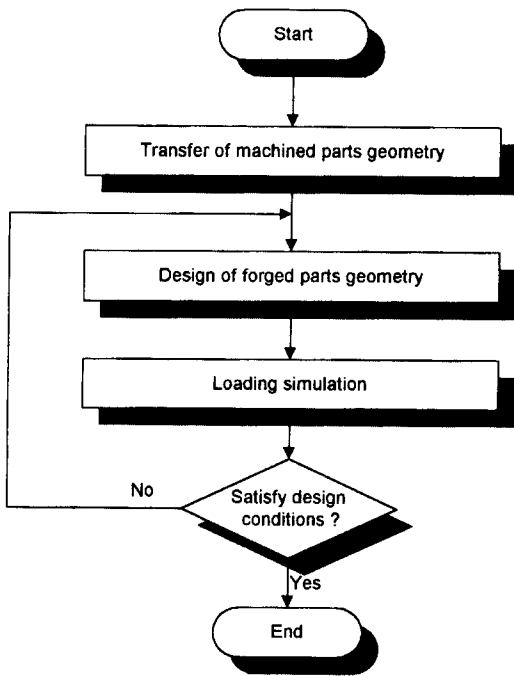 Start
Transfer of machined parts geometry
Design of forged parts geometry
Loading simulation
No
Satisfy design
conditions ?
Yes
End